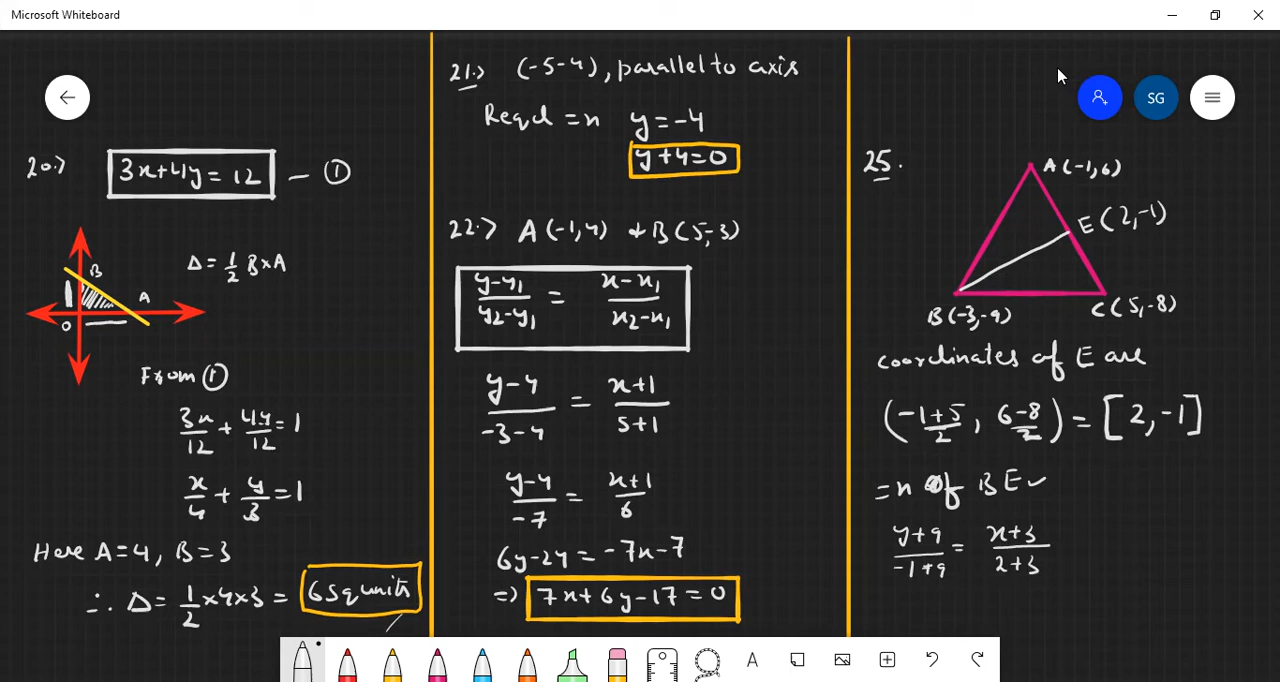 Microsoft Whiteboard
SG
20.>
3x+4y=12 — ①
B
A
O
Δ = 1/2 B×A
From ①
3x/12 + 4y/12 = 1
x/4 + y/3 = 1
Here A=4, B=3
∴ Δ = 1/2 ×4×3 = 6 sq units
21.> (-5-4), parallel to axis
Reqd =n y=-4
y+4=0
22.> A(-1,4) & B(5,-3)
y-y₁/y₂-y₁ = x-x₁/x₂-x₁
y-4/-3-4 = x+1/5+1
y-4/-7 = x+1/6
6y-24 = -7x-7
=) 7x+6y-17=0
25.
A(-1,6)
E(2,-1)
B(-3,-9)
C(5,-8)
coordinates of E are
(-1+5/2, 6-8/2) = [2,-1]
=n of BE
y+9/-1+9 = x+3/2+3
A